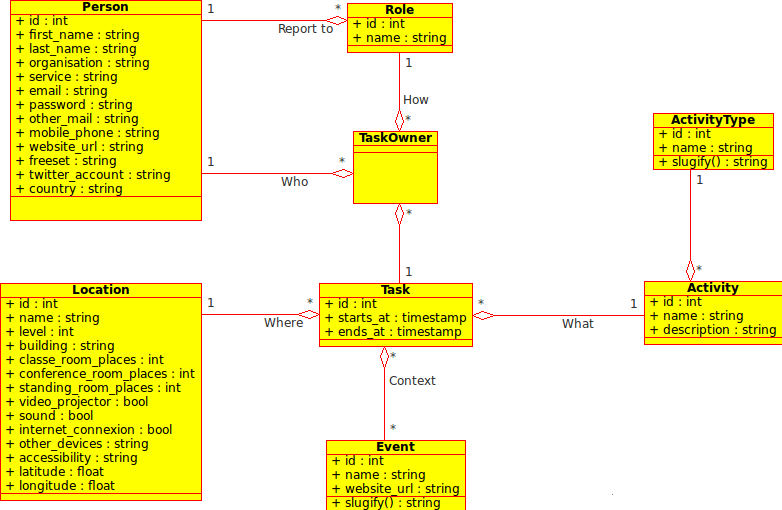 Person
+ id : int
+ first_name : string
+ last_name : string
+ organisation : string
+ service : string
+ email : string
+ password : string
+ other_mail : string
+ mobile_phone : string
+ website_url : string
+ freeset : string
+ twitter_account : string
+ country : string
1
*
Report to
Role
+ id : int
+ name : string
1
How
*
TaskOwner
1
*
Who
*
1
ActivityType
+ id : int
+ name : string
+ slugify() : string
1
*
Location
+ id : int
+ name : string
+ level : int
+ building : string
+ classe_room_places : int
+ conference_room_places : int
+ standing_room_places : int
+ video_projector : bool
+ sound : bool
+ internet_connexion : bool
+ other_devices : string
+ accessibility : string
+ latitude : float
+ longitude : float
1
*
Where
Task
+ id : int
+ starts_at : timestamp
+ ends_at : timestamp
*
1
What
Activity
+ id : int
+ name : string
+ description : string
*
Context
*
Event
+ id : int
+ name : string
+ website_url : string
+ slugify() : string